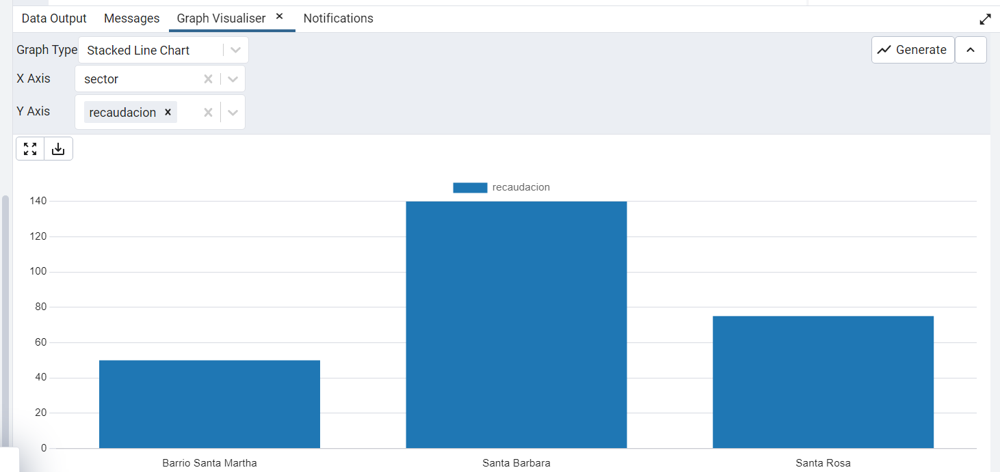 Data Output Messages Graph Visualiser Notifications
Graph Type Stacked Line Chart Generate
X Axis sector
Y Axis recaudacion
recaudacion
140
120
100
80
60
40
20
0
Barrio Santa Martha Santa Barbara Santa Rosa